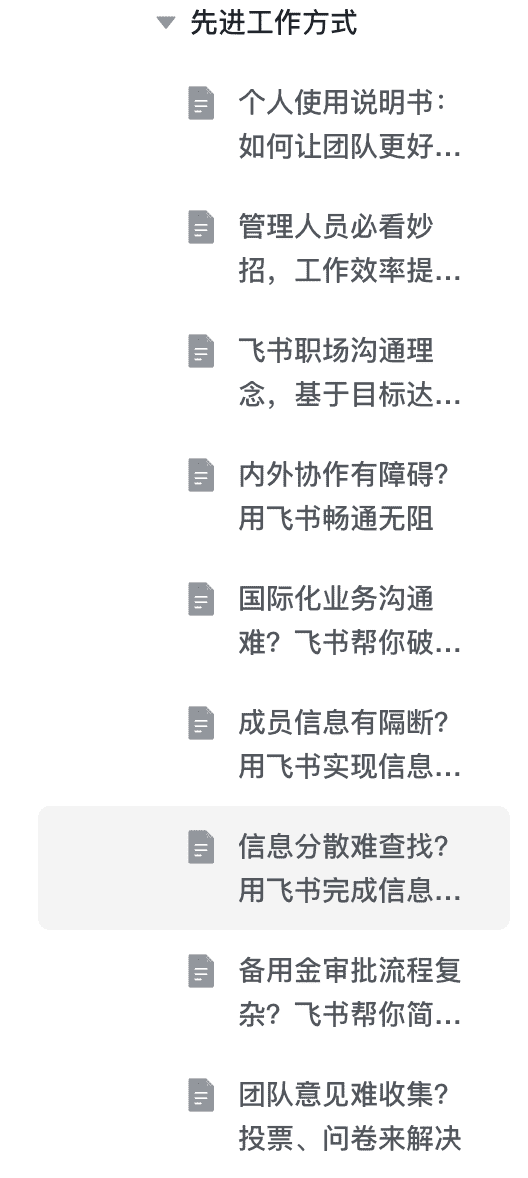 先进工作方式
个人使用说明书：
如何让团队更好...
管理人员必看妙
招，工作效率提...
飞书职场沟通理
念，基于目标达...
内外协作有障碍？
用飞书畅通无阻
国际化业务沟通
难？飞书帮你破...
成员信息有隔断？
用飞书实现信息...
信息分散难查找？
用飞书完成信息...
备用金审批流程复
杂？飞书帮你简...
团队意见难收集？
投票、问卷来解决